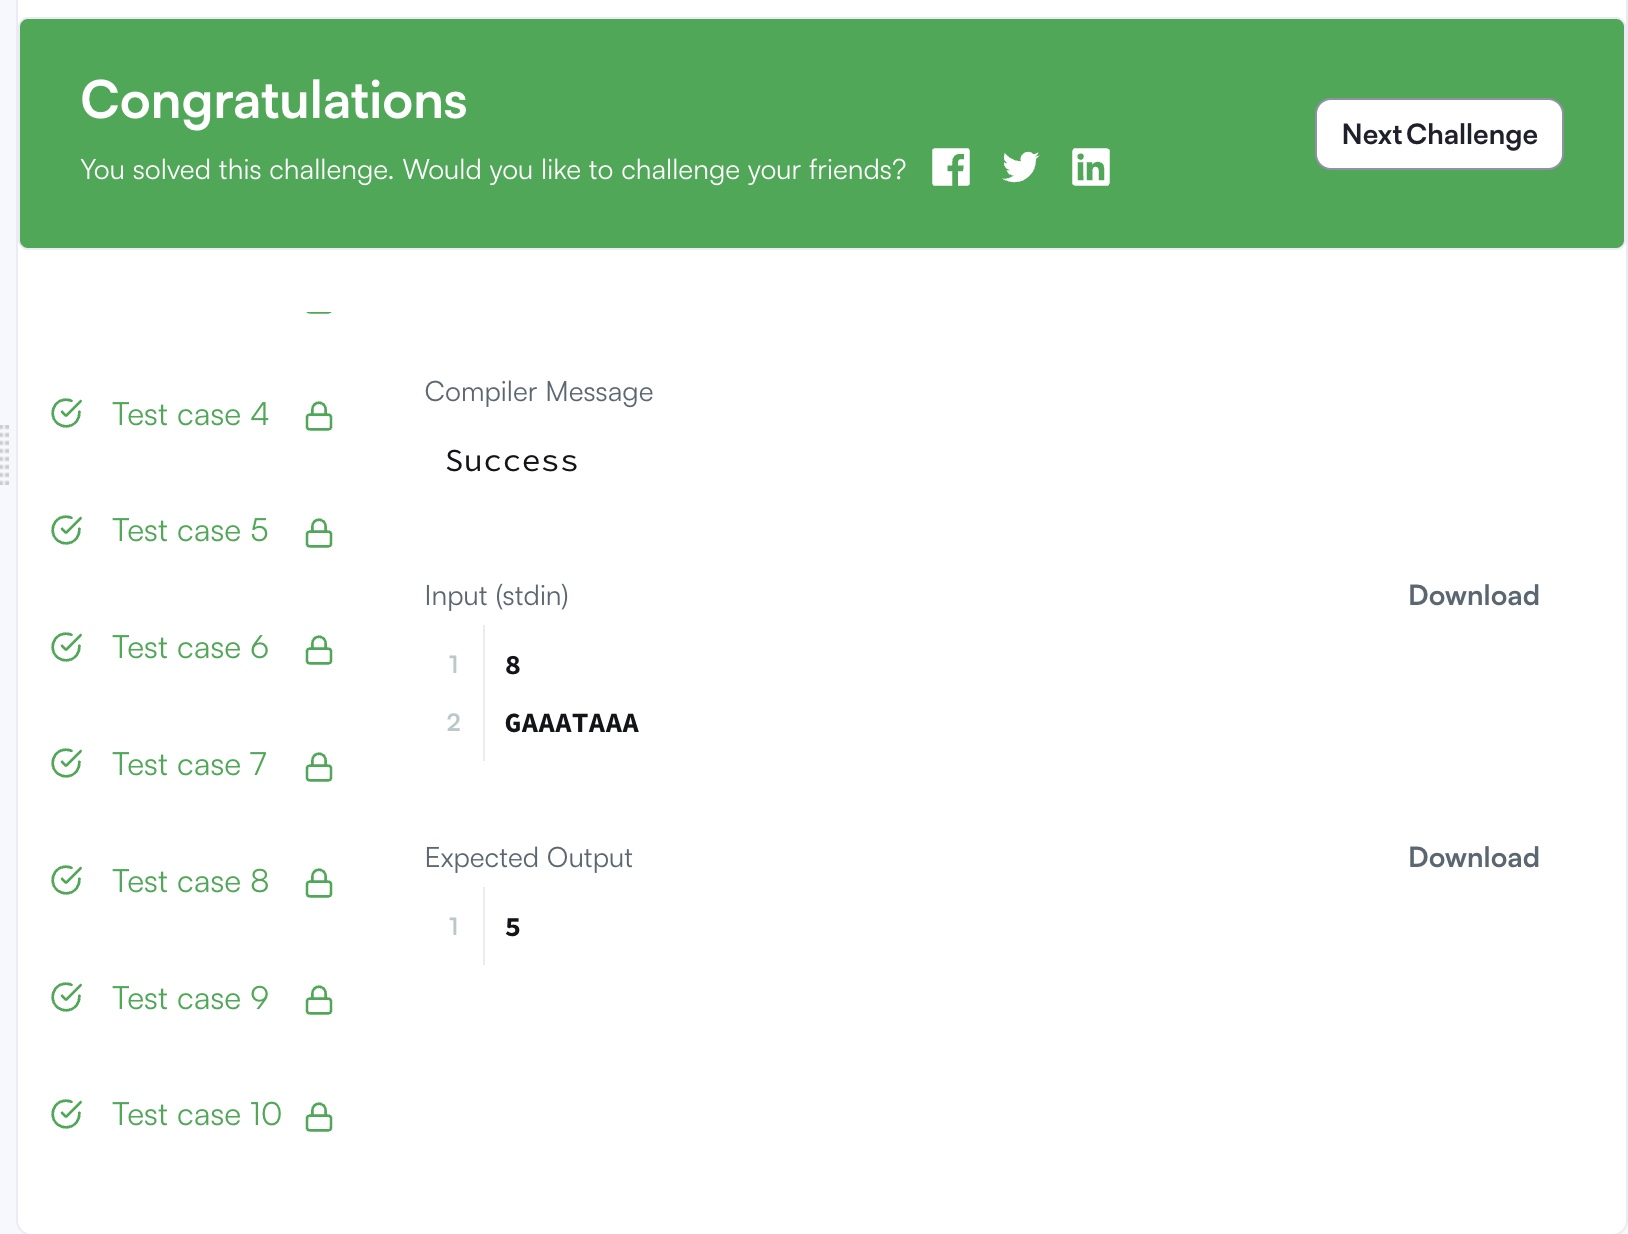 Congratulations
You solved this challenge. Would you like to challenge your friends?
Next Challenge
Test case 4
Test case 5
Test case 6
Test case 7
Test case 8
Test case 9
Test case 10
Compiler Message
Success
Input (stdin)
Download
1 8
2 GAAATAAA
Expected Output
Download
1 5